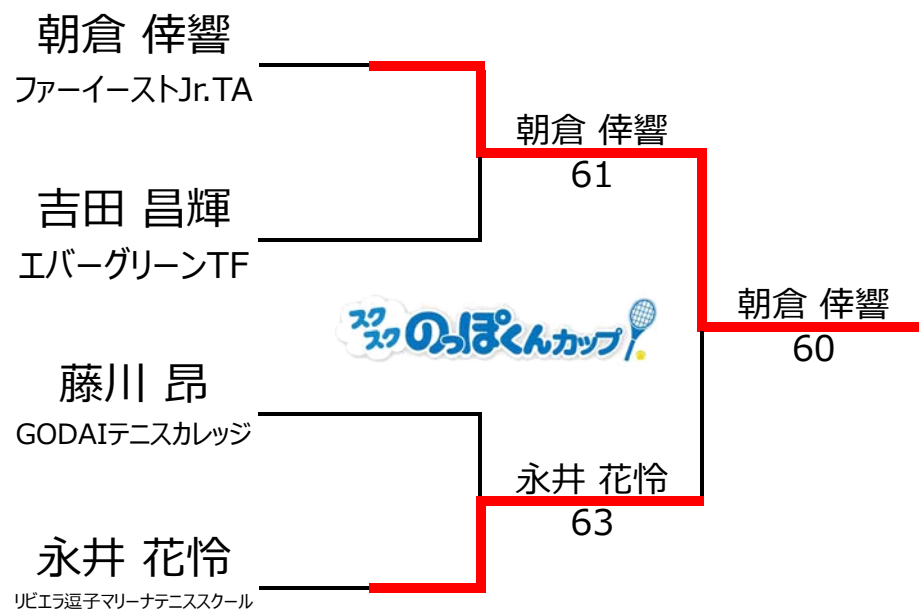 朝倉 倖響
ファーイーストJr.TA
朝倉 倖響
61
吉田 昌輝
エバーグリーンTF
朝倉 倖響
60
スクスク のっぽくんカップ
藤川 昂
GODAIテニスカレッジ
永井 花怜
63
永井 花怜
リビエラ逗子マリーナテニススクール